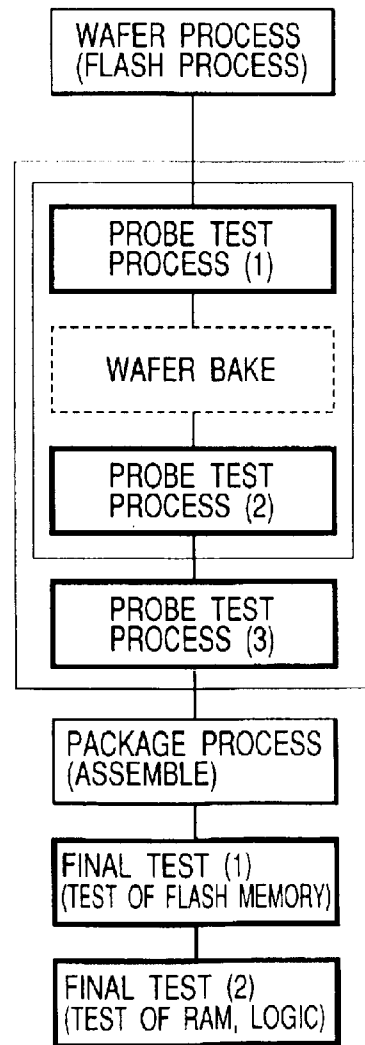 WAFER PROCESS
(FLASH PROCESS)
PROBE TEST
PROCESS (1)
WAFER BAKE
PROBE TEST
PROCESS (2)
PROBE TEST
PROCESS (3)
PACKAGE PROCESS
(ASSEMBLE)
FINAL TEST (1)
(TEST OF FLASH MEMORY)
FINAL TEST (2)
(TEST OF RAM, LOGIC)